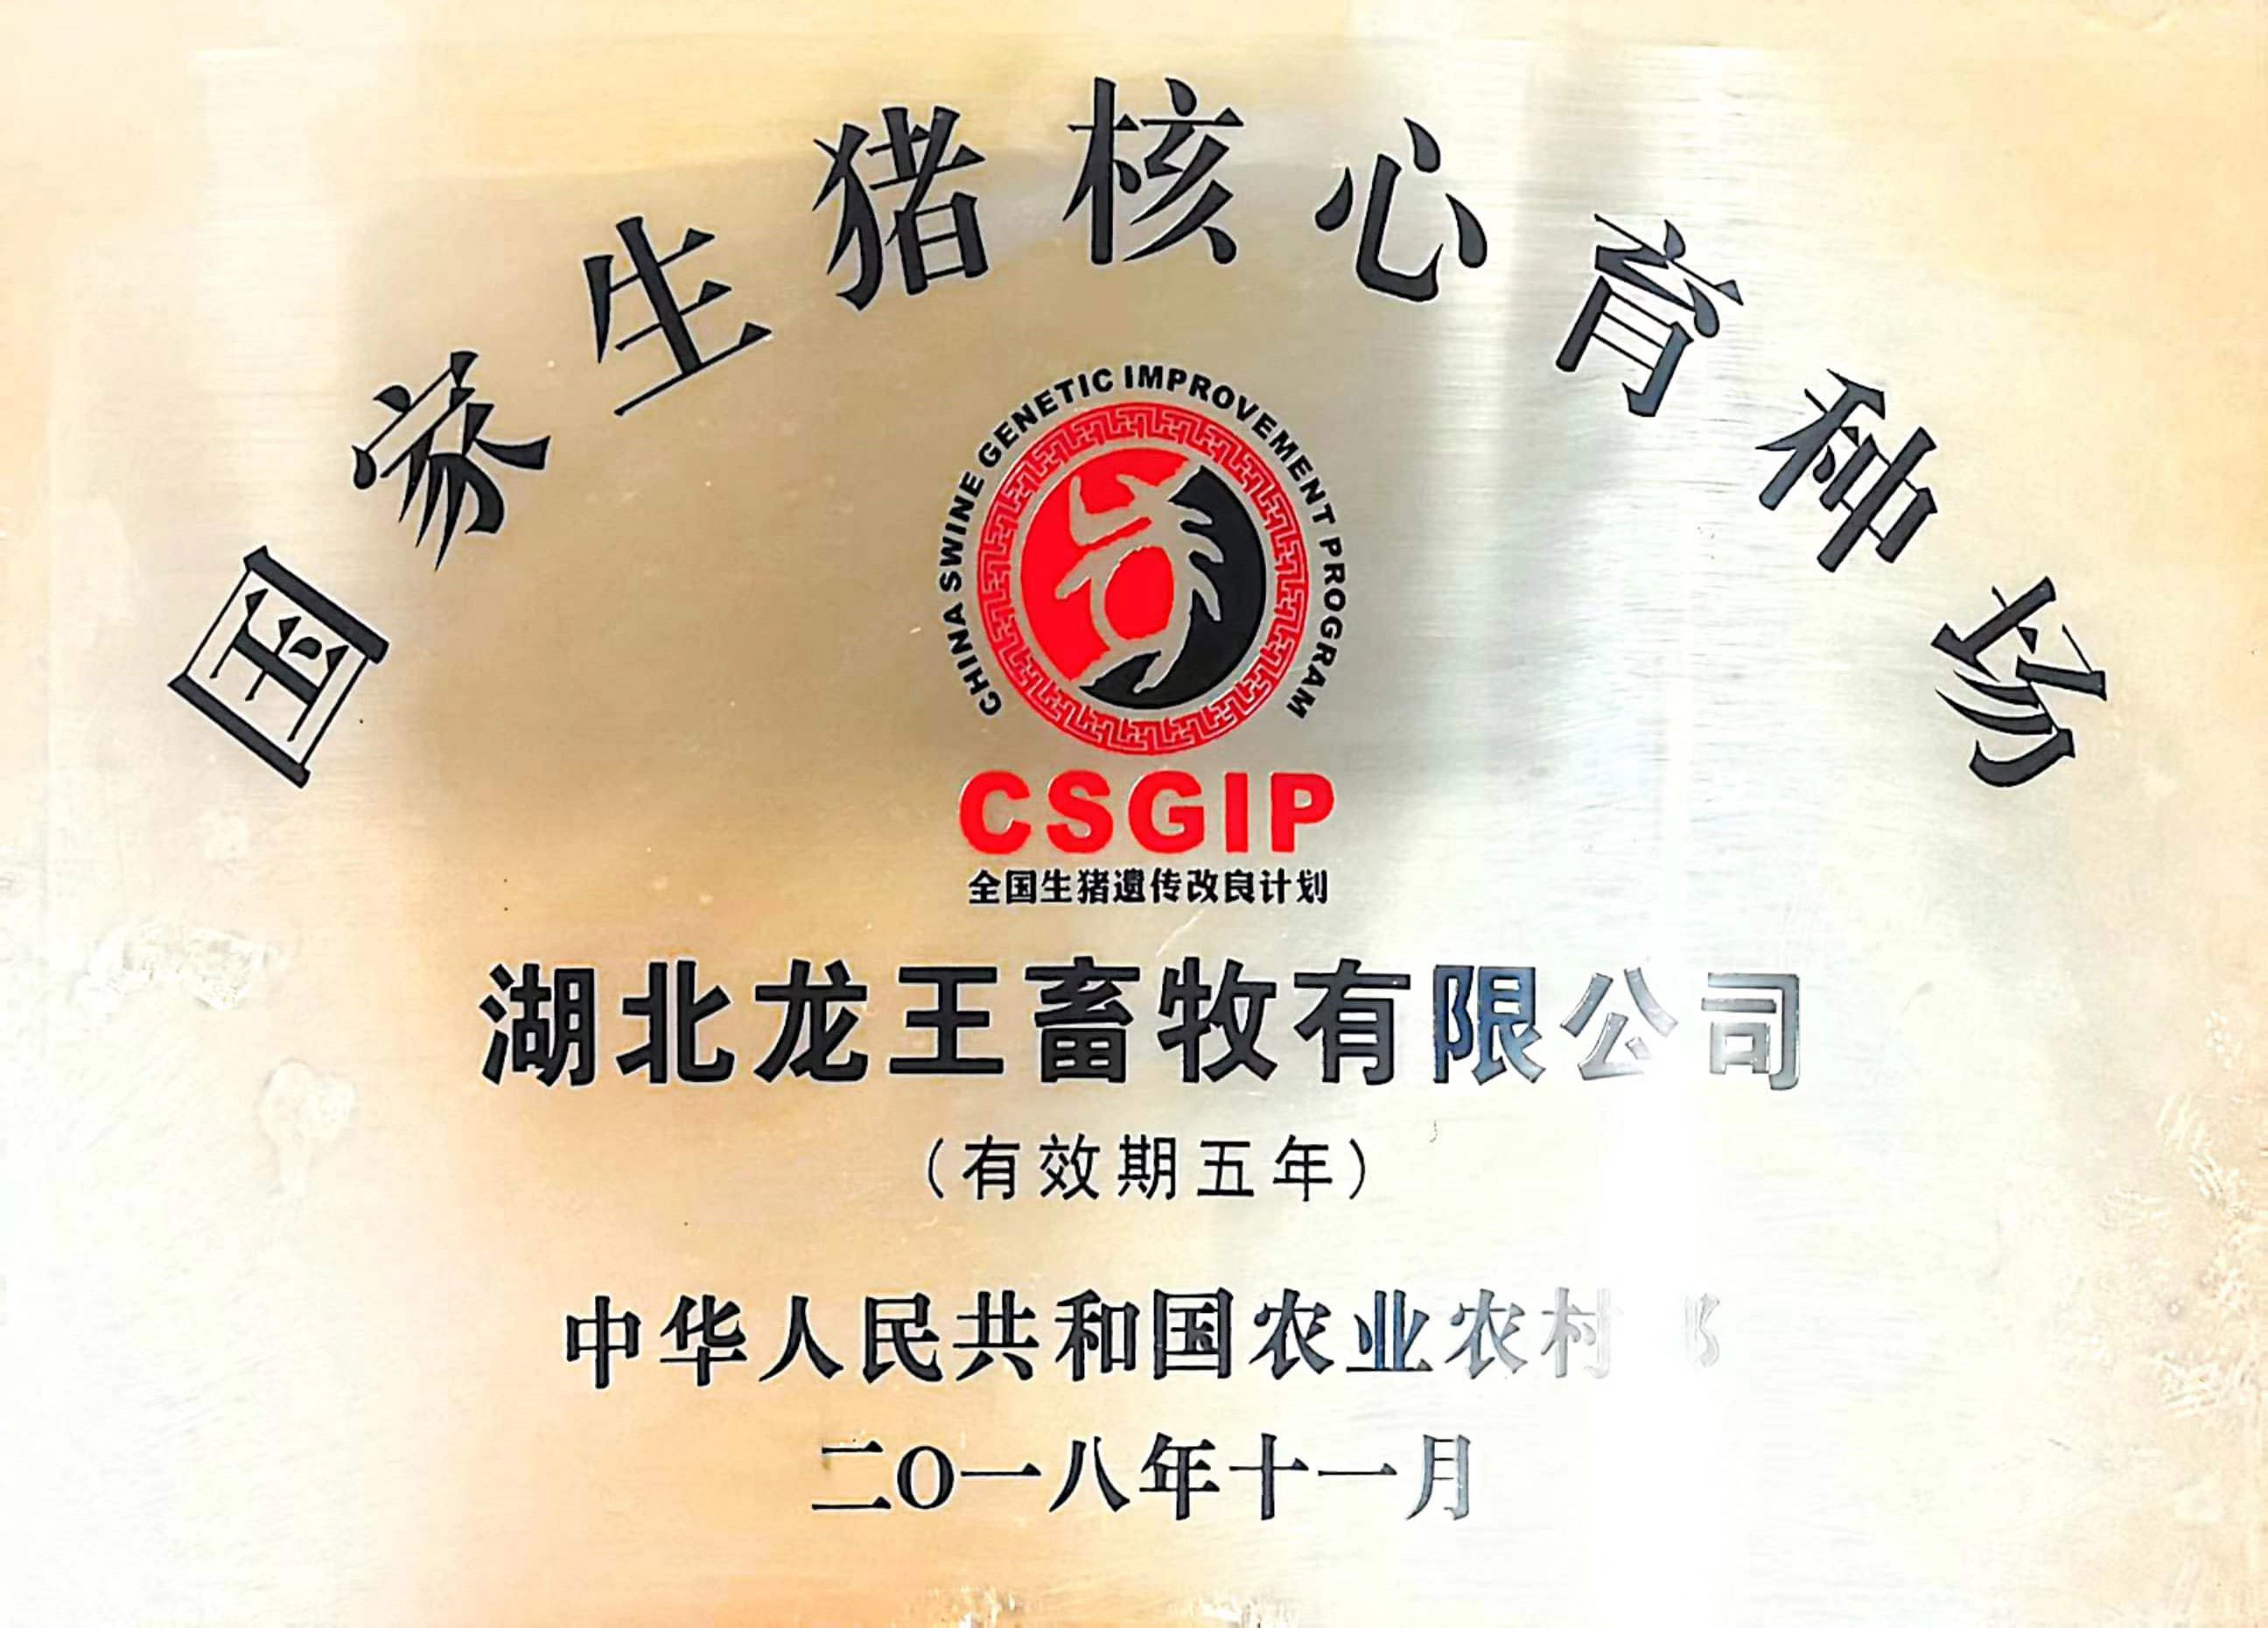 国家生猪核心育种场
CHINA SWINE GENETIC IMPROVEMENT PROGRAM
CSGIP
全国生猪遗传改良计划
湖北龙王畜牧有限公司
（有效期五年）
中华人民共和国农业农村部
二O一八年十一月